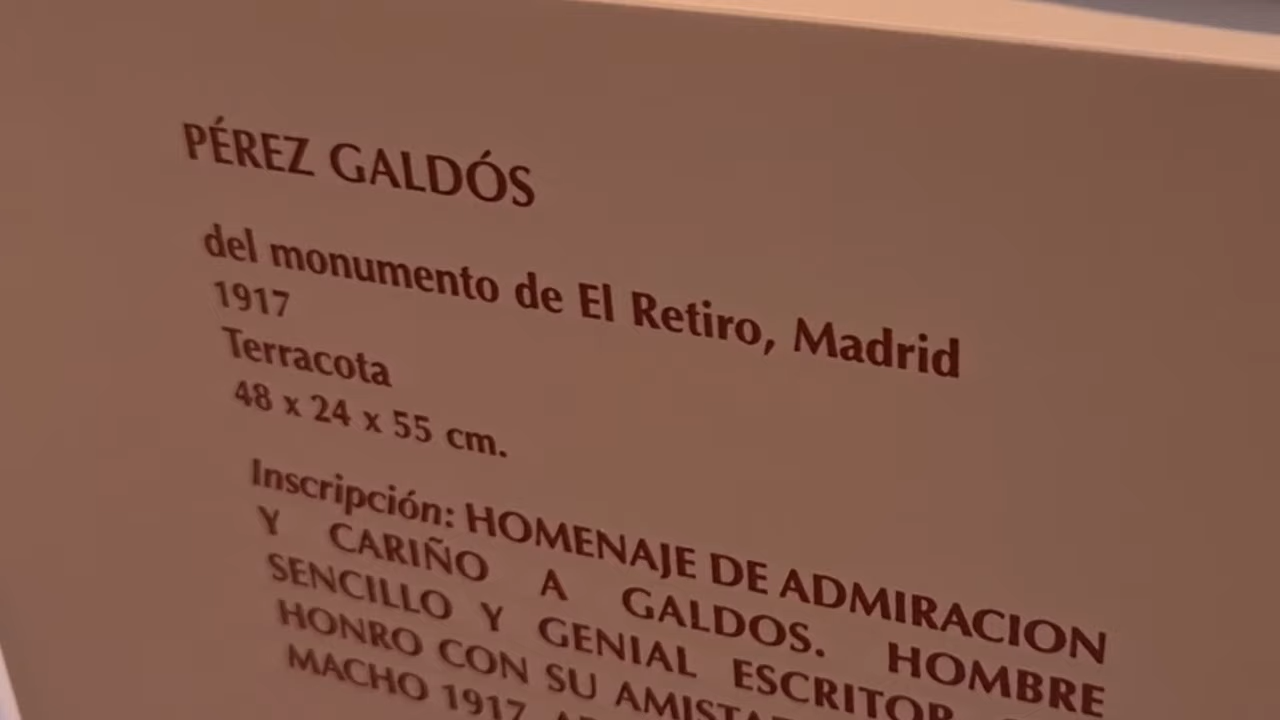 PÉREZ GALDÓS
del monumento de El Retiro, Madrid
1917
Terracota
48 x 24 x 55 cm.
Inscripción: HOMENAJE DE ADMIRACION
Y CARIÑO A GALDOS. HOMBRE
SENCILLO Y GENIAL ESCRITOR
HONRO CON SU
MACHO 1917